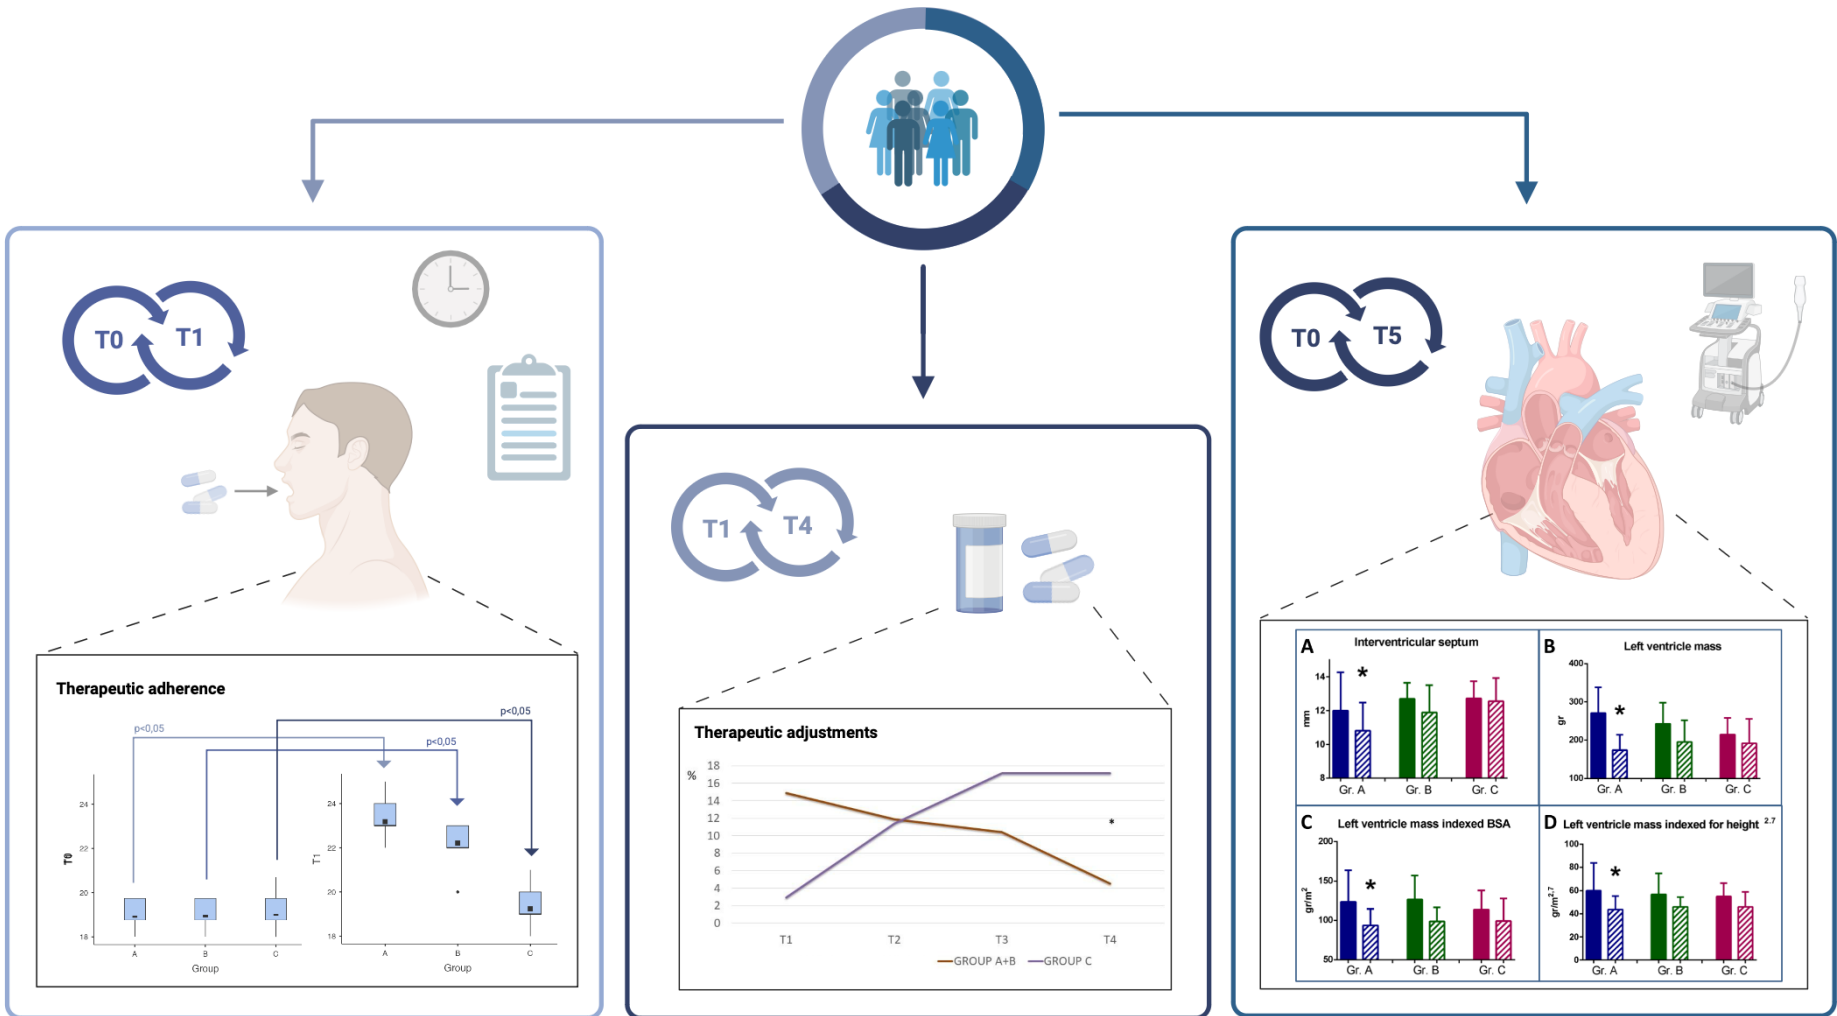 T0
T1
Therapeutic adherence
p<0,05
p<0,05
p<0,05
T0
24
22
20
18
A
B
C
Group
T1
24
22
20
18
A
B
C
Group
T1
T4
Therapeutic adjustments
%
18
16
14
12
10
8
6
4
2
0
*
T1
T2
T3
T4
GROUP A+B
GROUP C
T0
T5
A
Interventricular septum
mm
14
12
10
8
*
Gr. A
Gr. B
Gr. C
B
Left ventricle mass
gr
400
300
200
100
*
Gr. A
Gr. B
Gr. C
C
Left ventricle mass indexed BSA
gr/m²
200
150
100
50
*
Gr. A
Gr. B
Gr. C
D
Left ventricle mass indexed for height 2.7
gr/m2.7
100
80
60
40
20
0
*
Gr. A
Gr. B
Gr. C